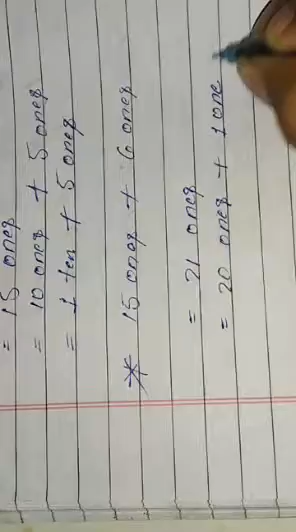 = 15 ones
= 10 ones + 5 ones
= 1 ten + 5 ones
* 15 ones + 6 ones
= 21 ones
= 20 ones + 1 one